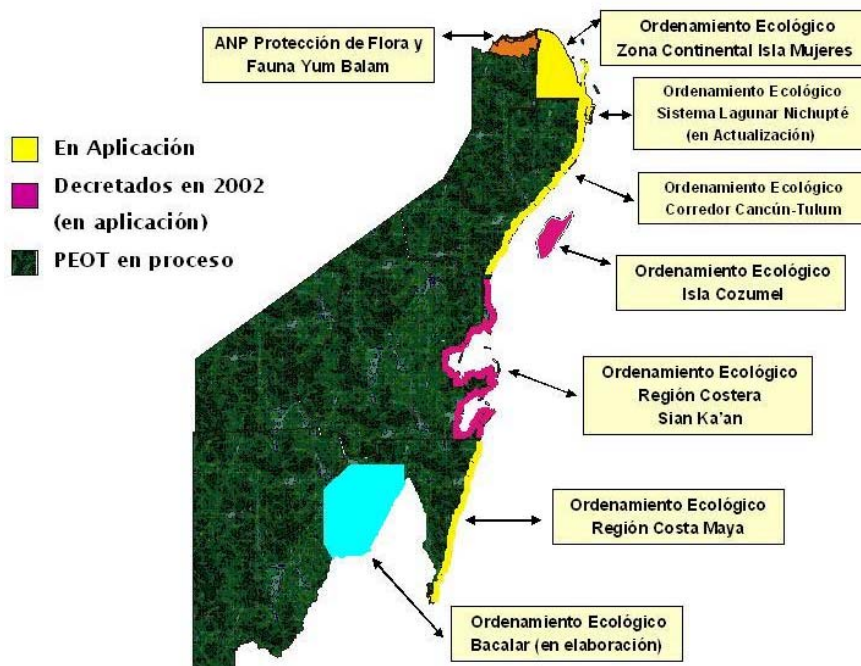 ANP Protección de Flora y
Fauna Yum Balam
Ordenamiento Ecológico
Zona Continental Isla Mujeres
Ordenamiento Ecológico
Sistema Lagunar Nichupté
(en Actualización)
En Aplicación
Decretados en 2002
(en aplicación)
PEOT en proceso
Ordenamiento Ecológico
Corredor Cancún-Tulum
Ordenamiento Ecológico
Isla Cozumel
Ordenamiento Ecológico
Región Costera
Sian Ka'an
Ordenamiento Ecológico
Región Costa Maya
Ordenamiento Ecológico
Bacalar (en elaboración)